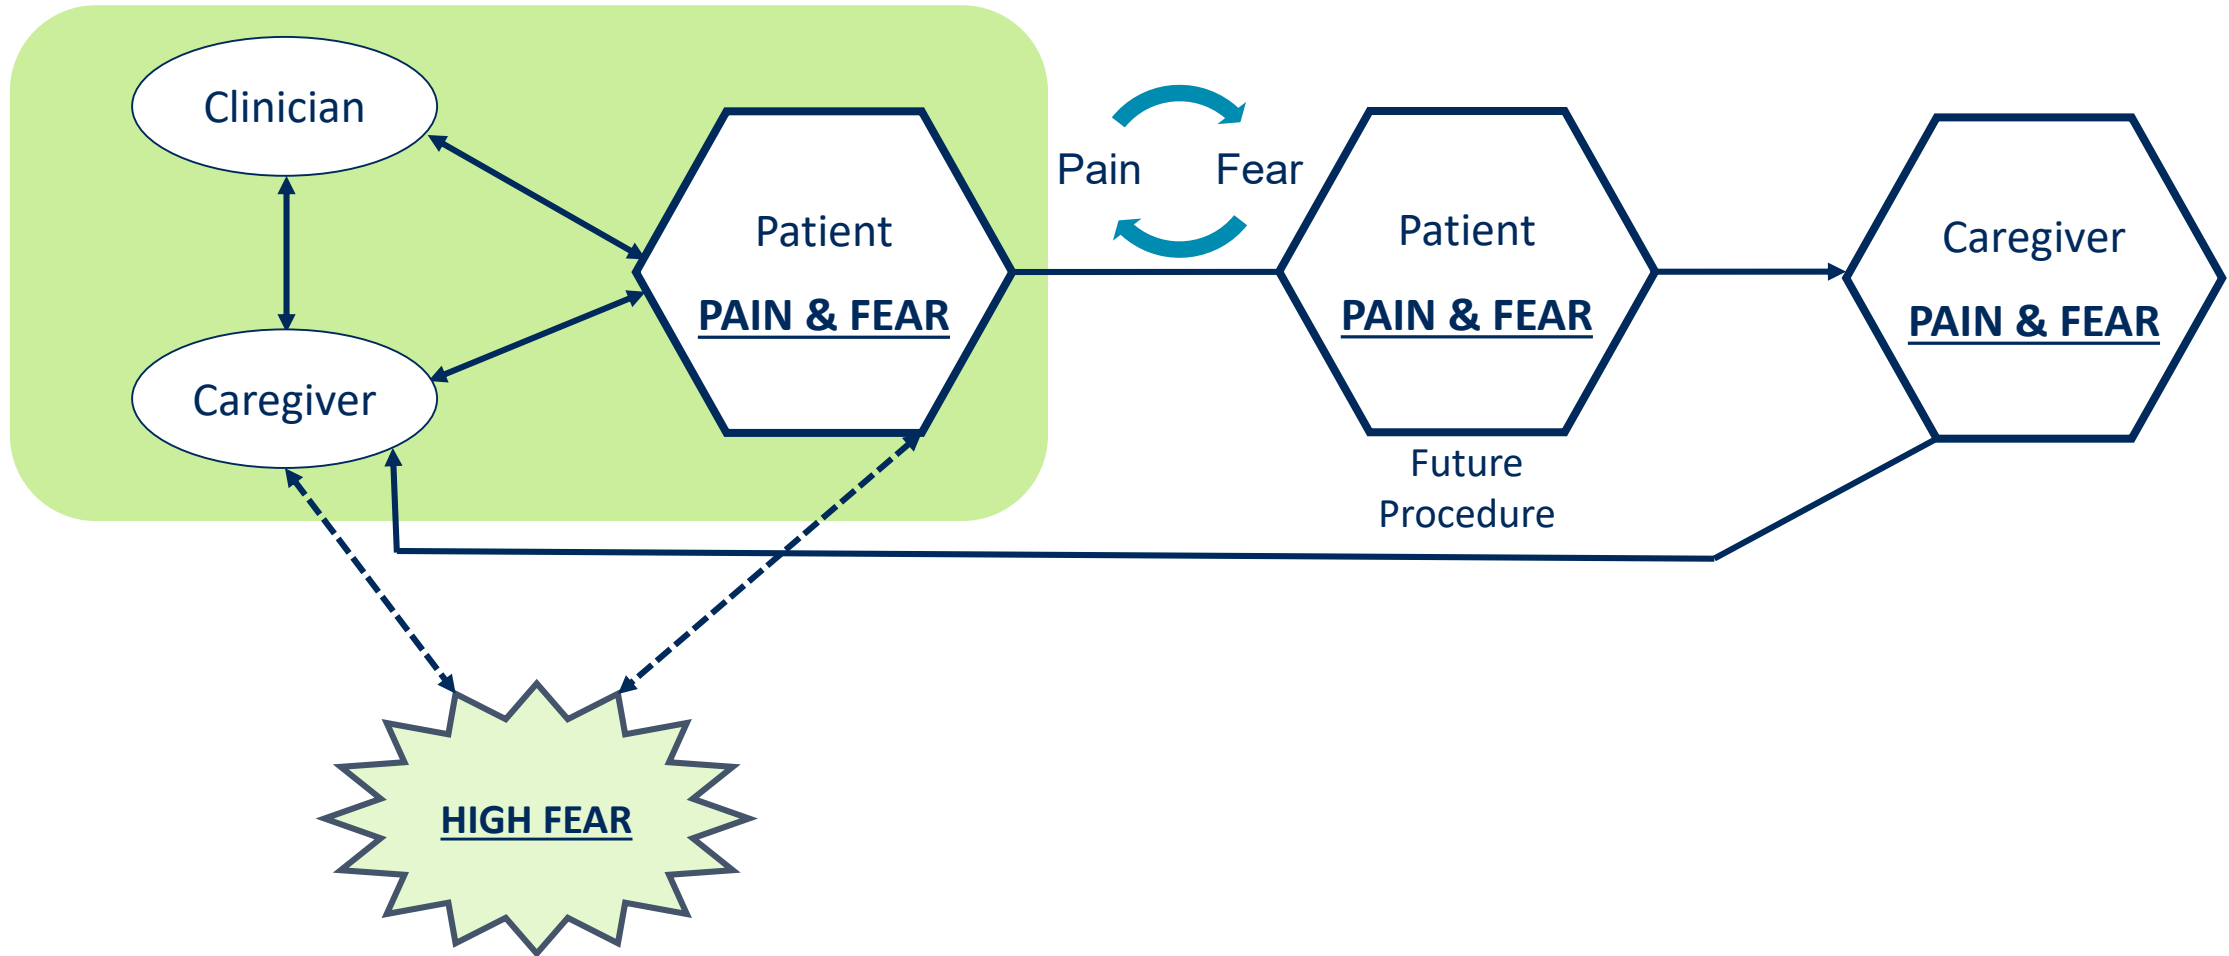 Clinician
Caregiver
Patient
PAIN & FEAR
Pain
Fear
Patient
PAIN & FEAR
Future
Procedure
Caregiver
PAIN & FEAR
HIGH FEAR